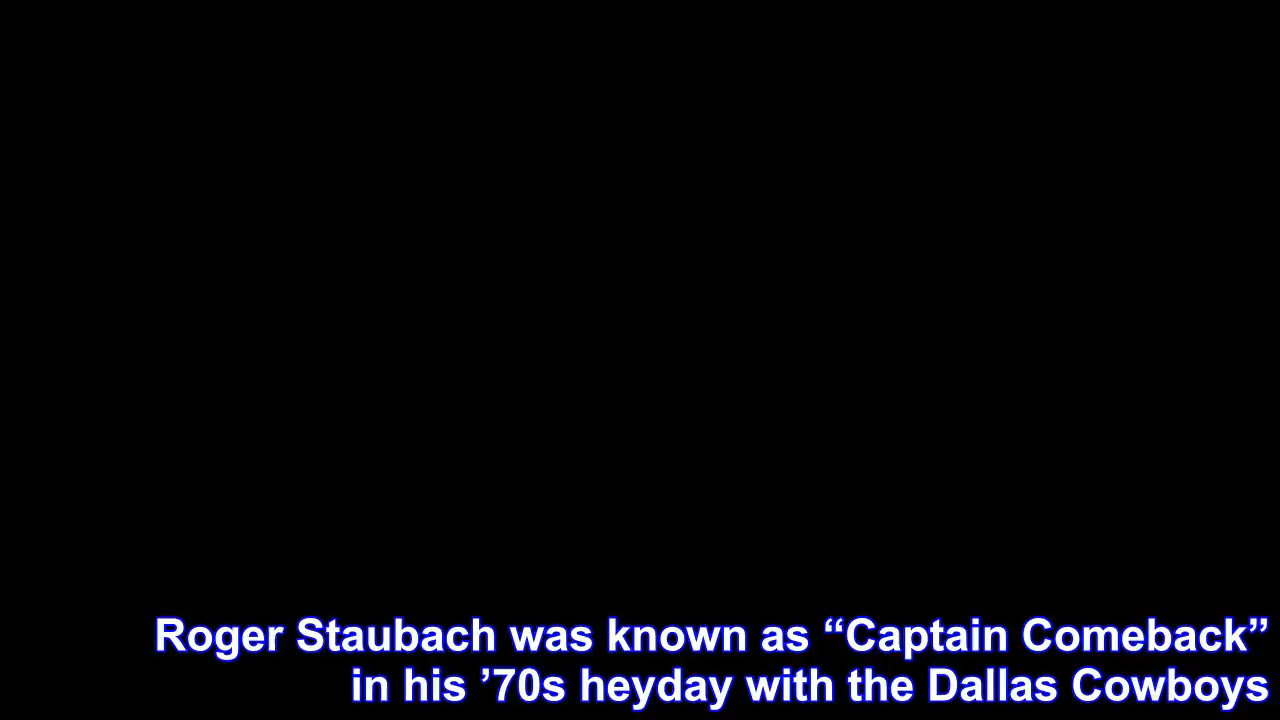 Roger Staubach was known as “Captain Comeback”
in his ’70s heyday with the Dallas Cowboys